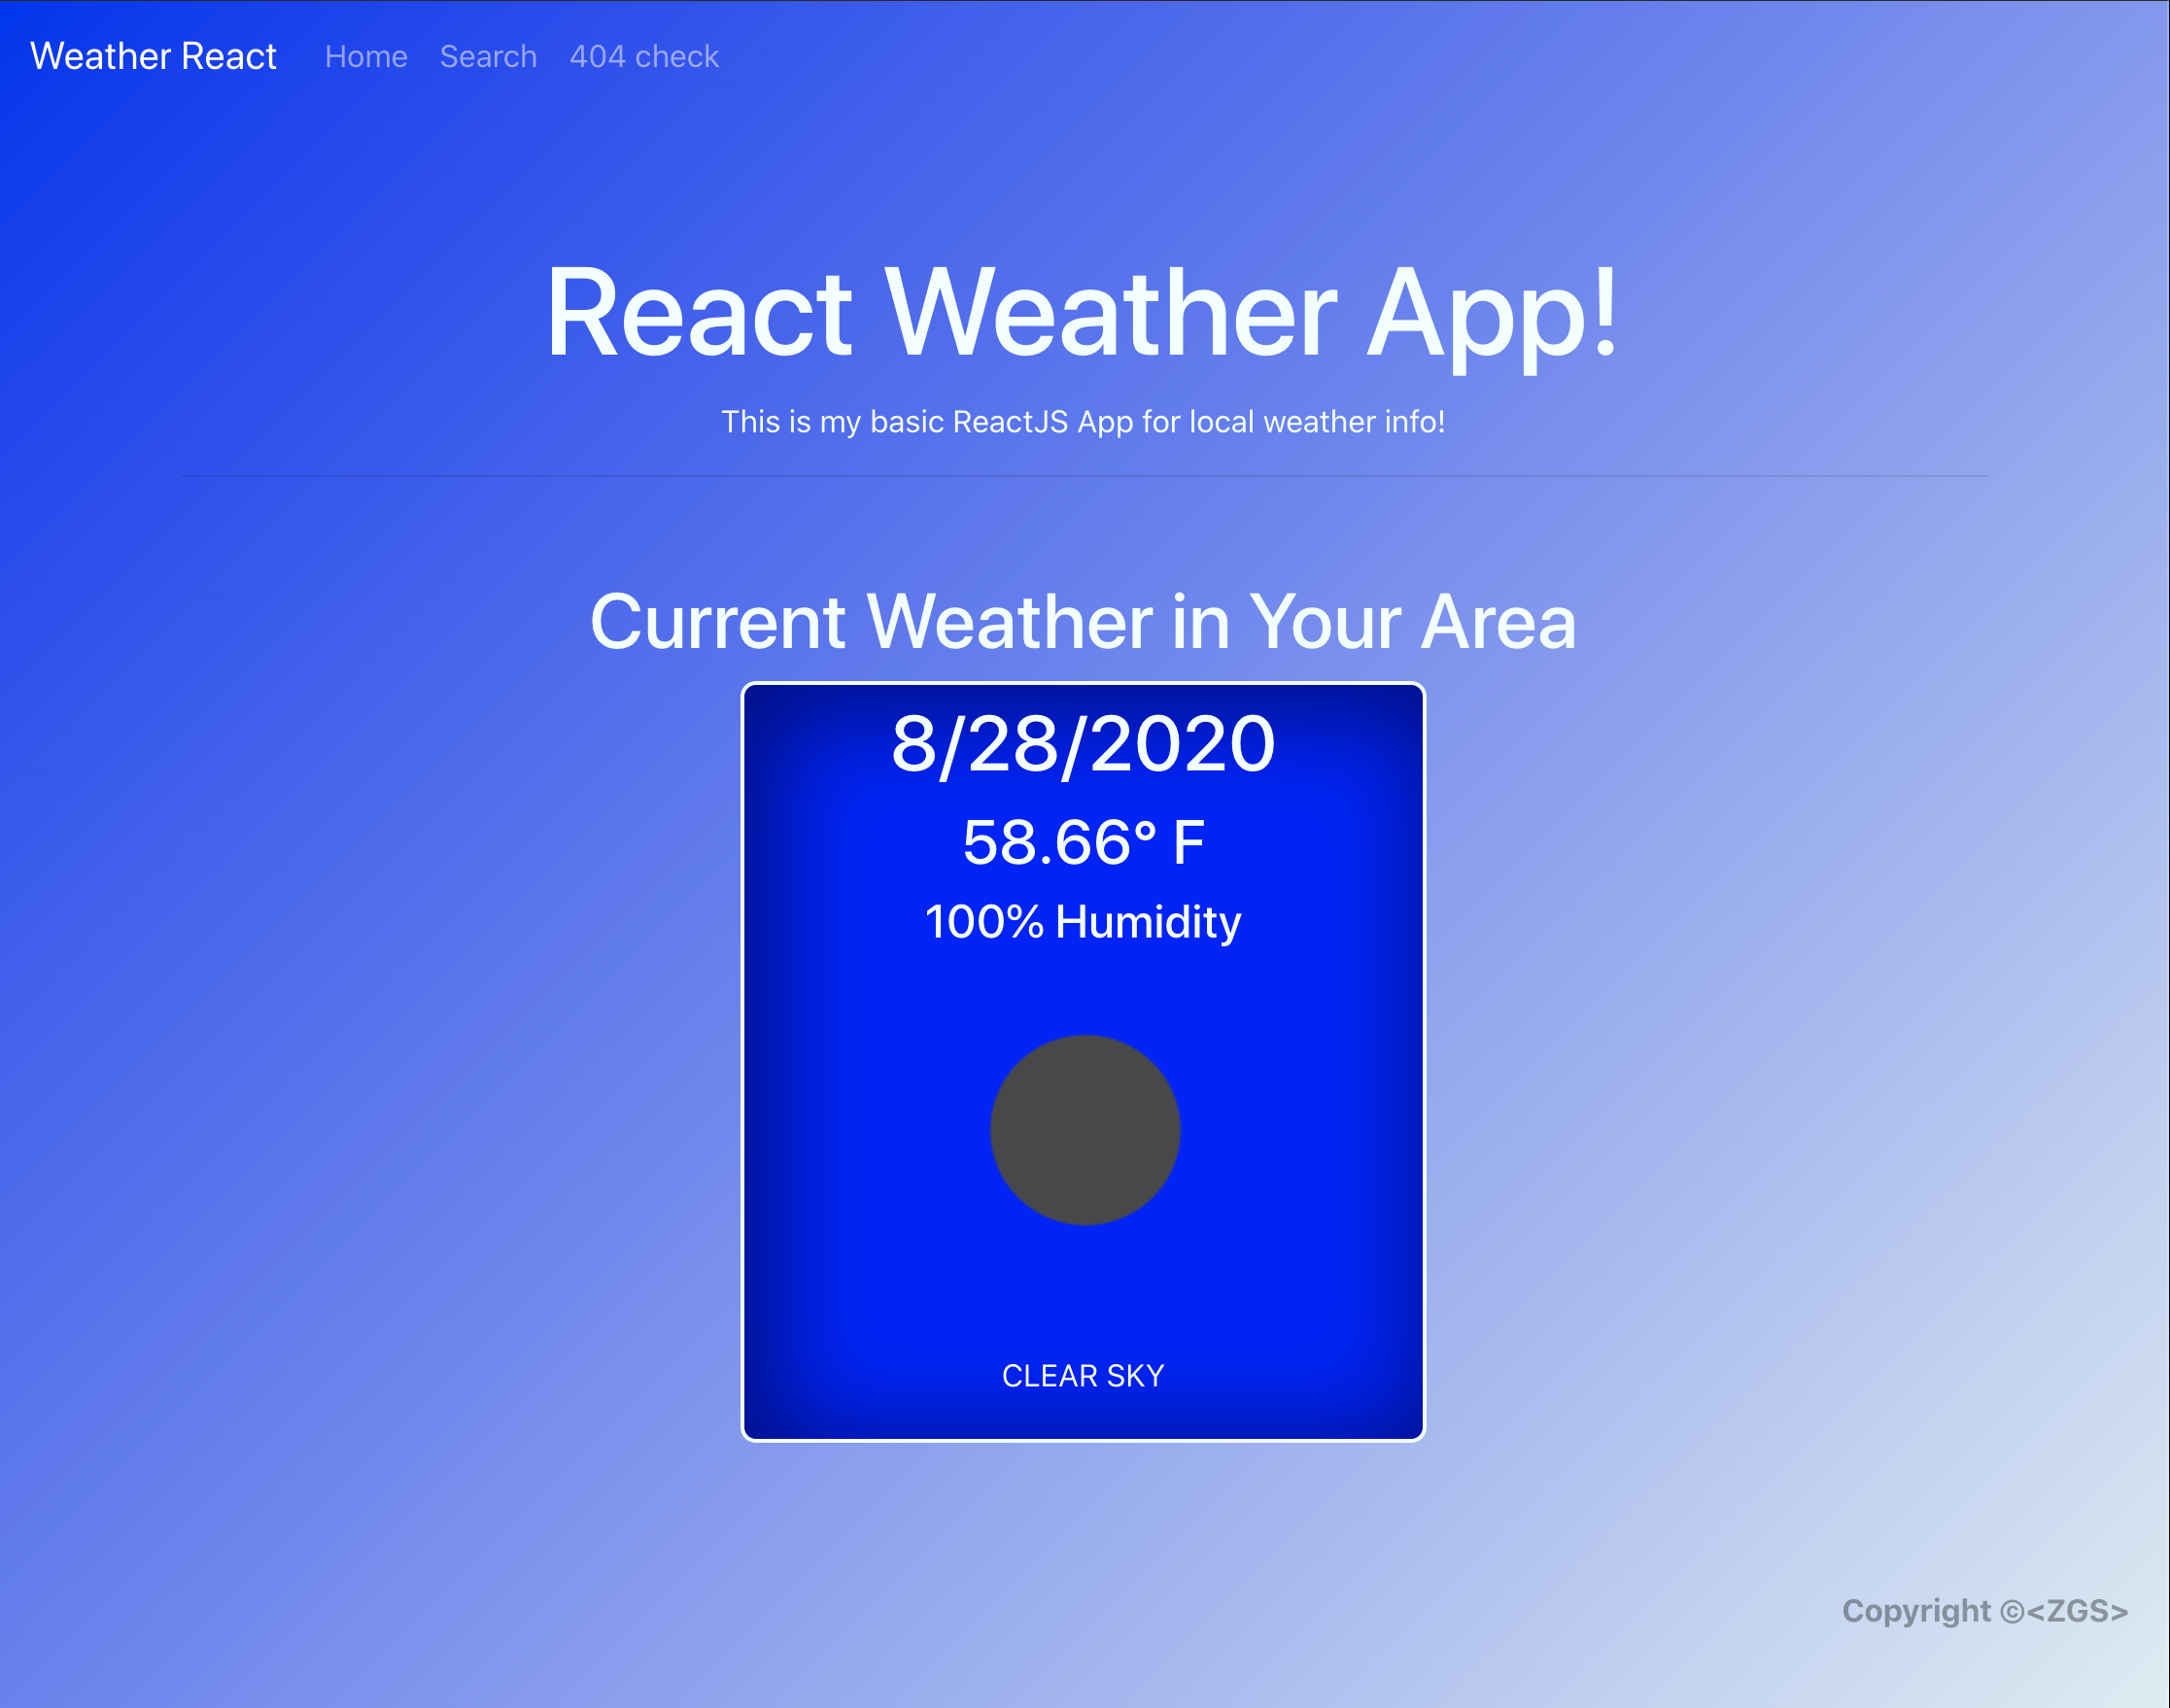 Weather React Home Search 404 check
React Weather App!
This is my basic ReactJS App for local weather info!
Current Weather in Your Area
8/28/2020
58.66° F
100% Humidity
CLEAR SKY
Copyright ©<ZGS>